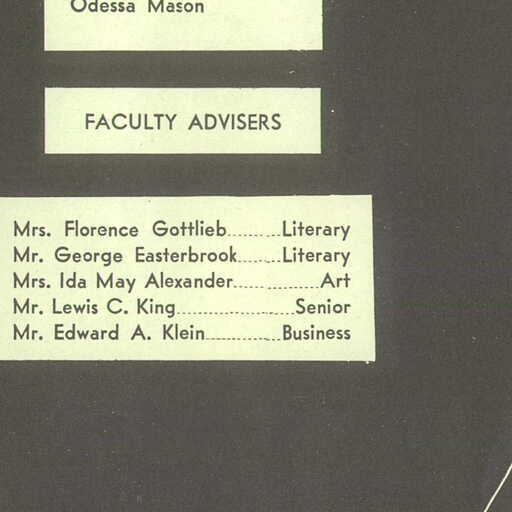 Odessa Mason
FACULTY ADVISERS
Mrs. Florence Gottlieb.........Literary
Mr. George Easterbrook.......Literary
Mrs. Ida May Alexander..............Art
Mr. Lewis C. King....................Senior
Mr. Edward A. Klein.............Business